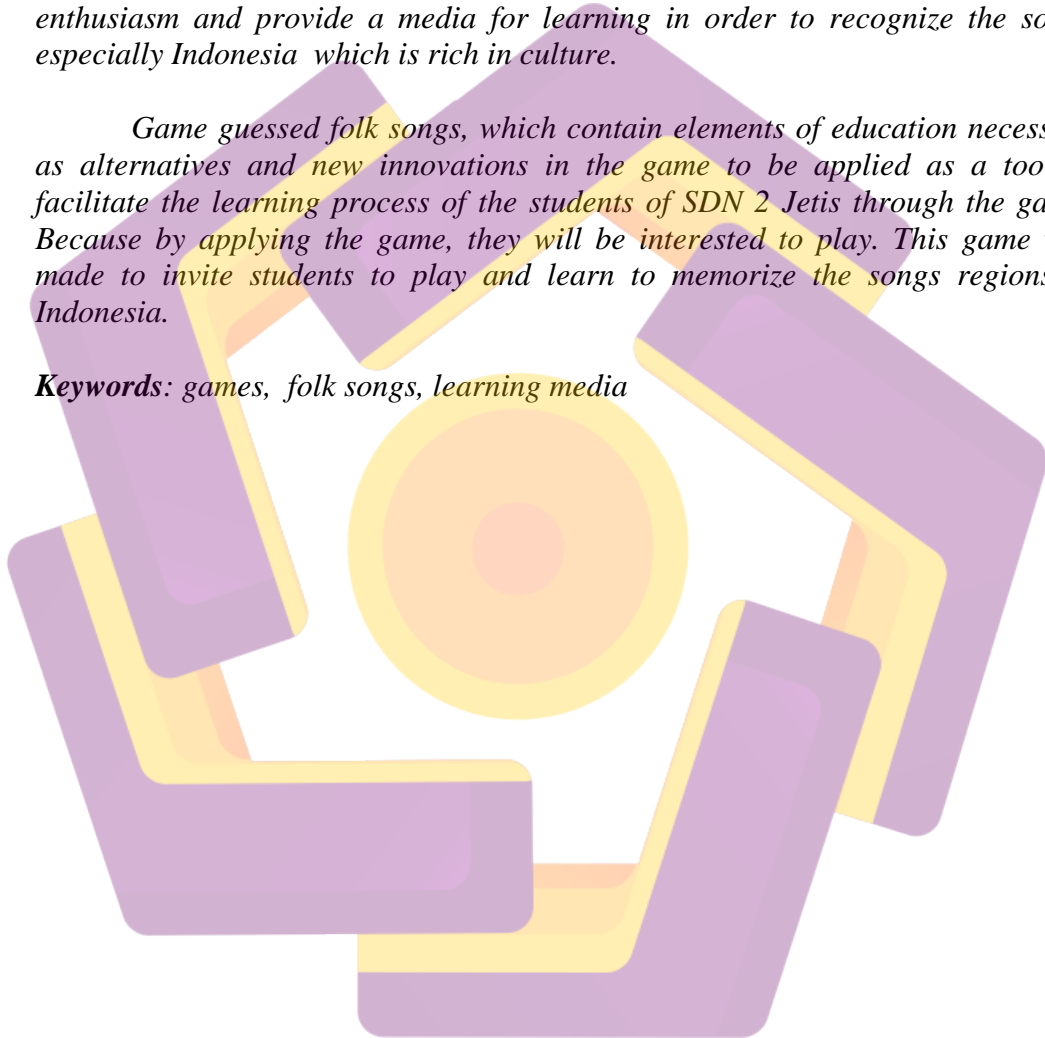 enthusiasm and provide a media for learning in order to recognize the
especially Indonesia which is rich in culture.
Game guessed folk songs, which contain elements of education
as alternatives and new innovations in the game to be applied as a
facilitate the learning process of the students of SDN 2 Jetis through the
Because by applying the game, they will be interested to play. This game
made to invite students to play and learn to memorize the songs regions
Indonesia.
Keywords: games, folk songs, learning media